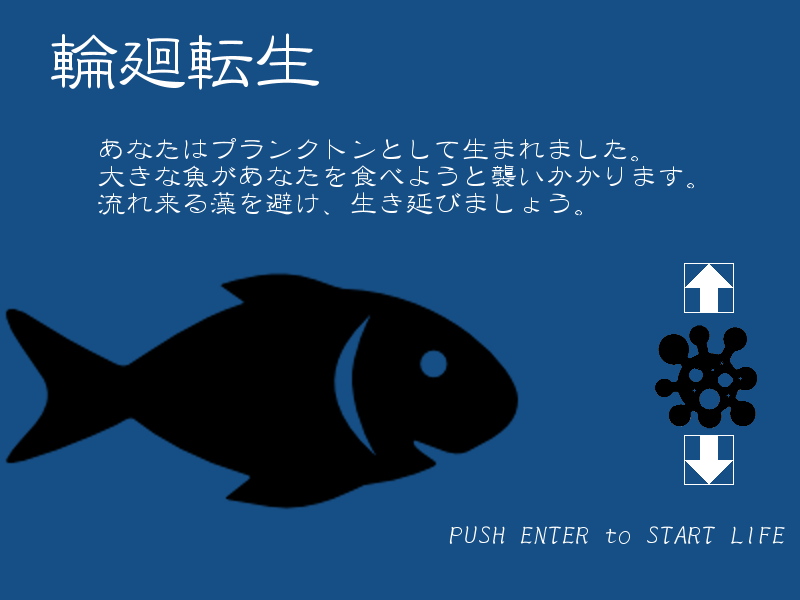 輪廻転生
あなたはプランクトンとして生まれました。
大きな魚があなたを食べようと襲いかかります。
流れ来る藻を避け、生き延びましょう。
PUSH ENTER to START LIFE